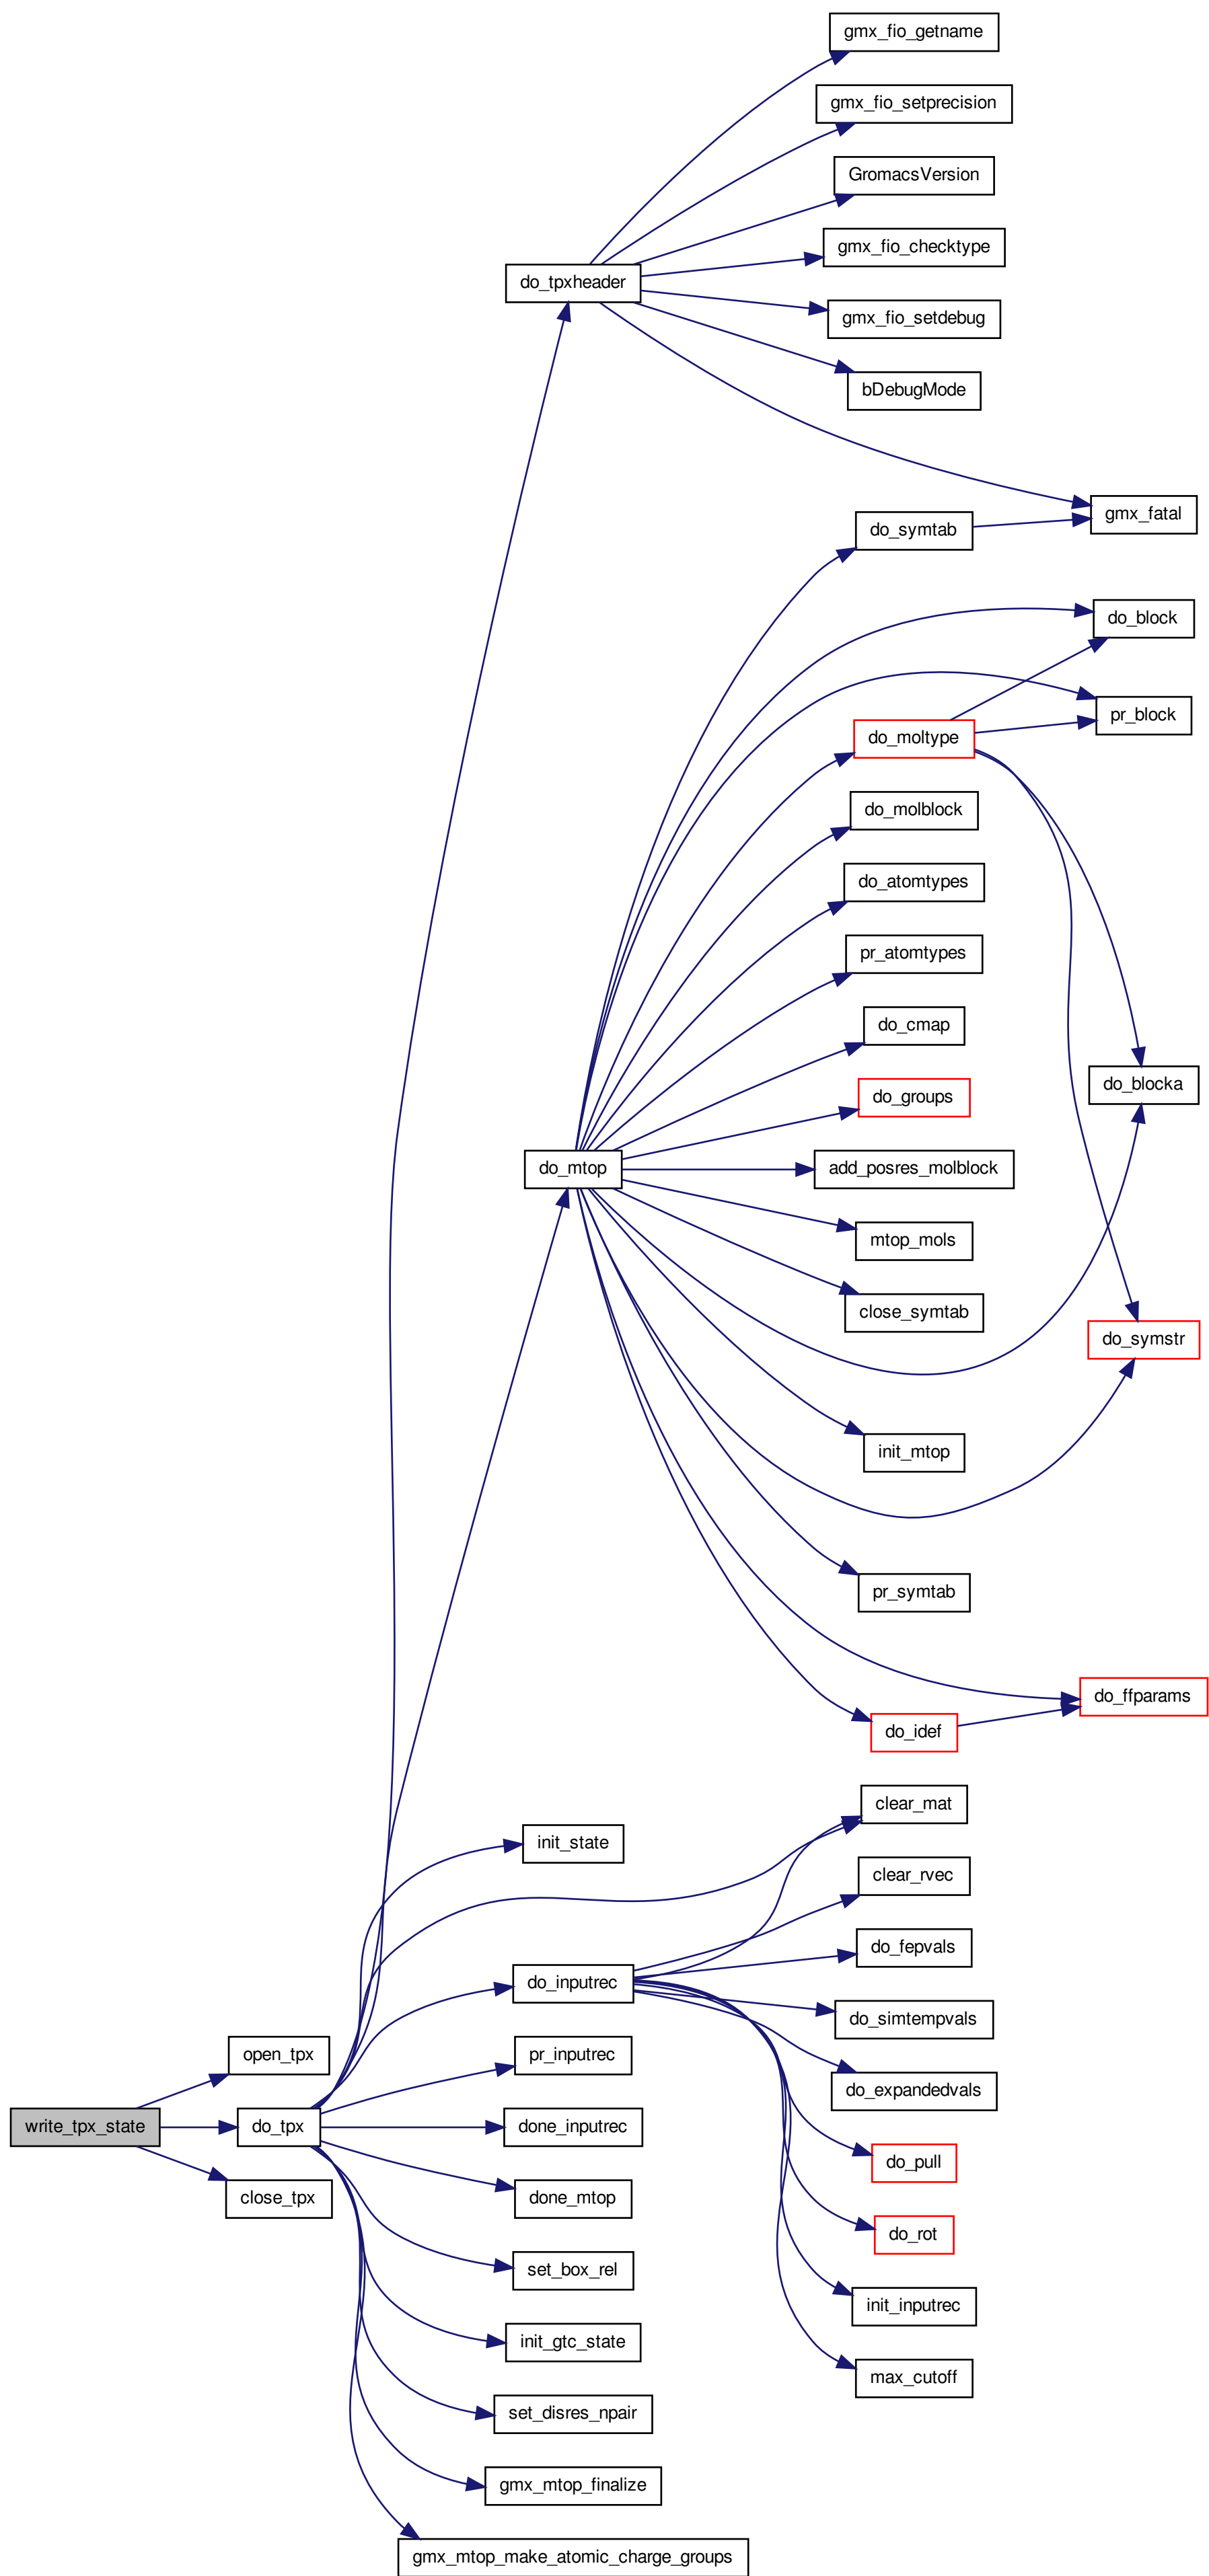 gmx_fio_getname
gmx_fio_setprecision
GromacsVersion
gmx_fio_checktype
do_tpxheader
gmx_fio_setdebug
bDebugMode
gmx_fatal
do_symtab
do_block
pr_block
do_moltype
do_molblock
do_atomtypes
pr_atomtypes
do_cmap
do_blocka
do_groups
do_mtop
add_posres_molblock
mtop_mols
close_symtab
do_symstr
init_mtop
pr_symtab
do_ffparams
do_idef
clear_mat
init_state
clear_rvec
do_fepvals
do_inputrec
do_simtempvals
open_tpx
pr_inputrec
do_expandedvals
write_tpx_state
do_tpx
done_inputrec
do_pull
close_tpx
done_mtop
do_rot
set_box_rel
init_inputrec
init_gtc_state
max_cutoff
set_disres_npair
gmx_mtop_finalize
gmx_mtop_make_atomic_charge_groups